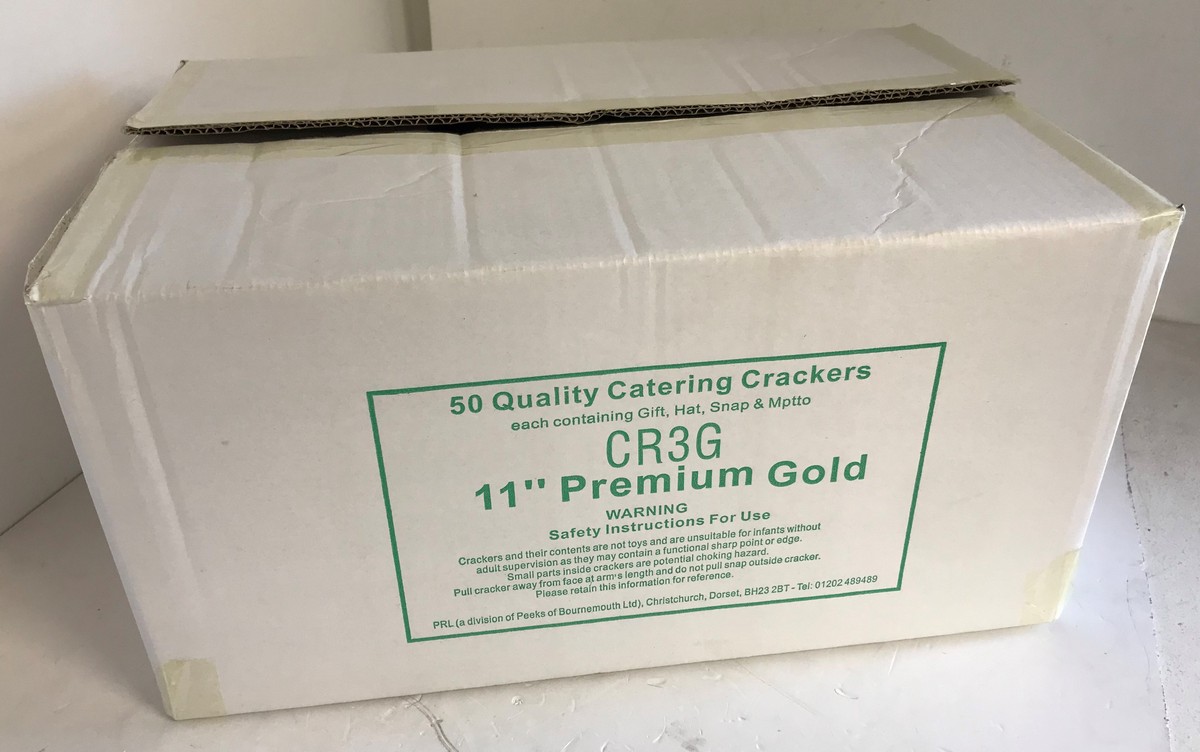 50 Quality Catering Crackers
each containing Gift, Hat, Snap & Mptto
CR3G
11" Premium Gold
WARNING
Safety Instructions For Use
Crackers and their contents are not toys and are unsuitable for infants without
adult supervision as they may contain a functional sharp point or edge.
Small parts inside crackers are potential choking hazard.
Pull cracker away from face at arm's length and do not pull snap outside cracker.
Please retain this information for reference.
PRL (a division of Peeks of Bournemouth Ltd), Christchurch, Dorset, BH23 2BT - Tel: 01202 489489